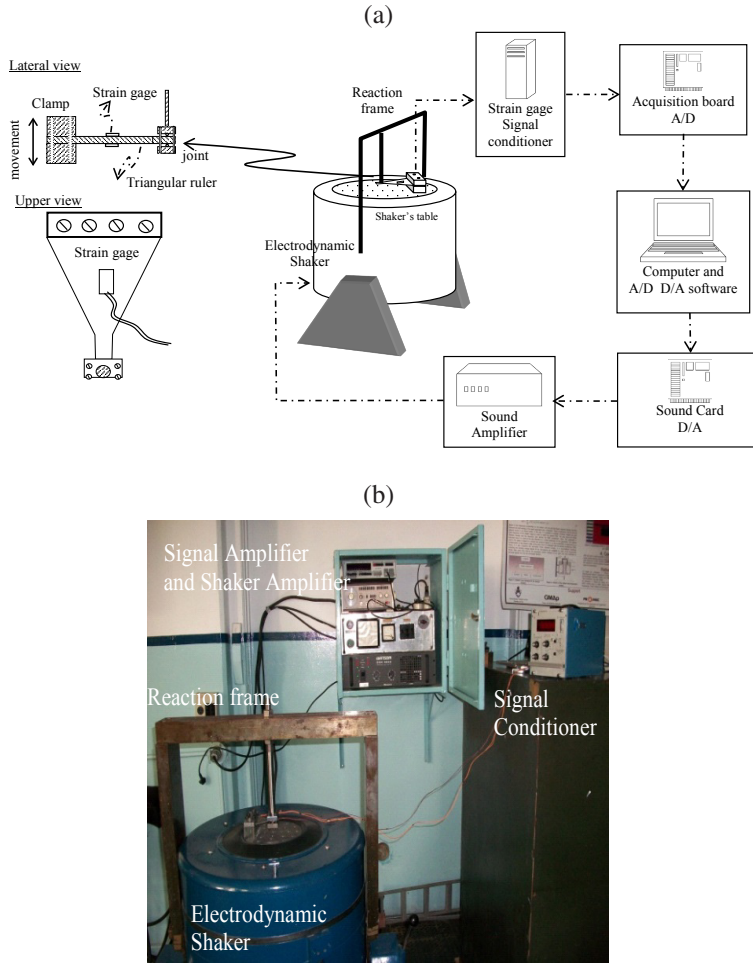 (a)
Lateral view
Strain gage
Clamp
movement
joint
Triangular ruler
Upper view
Strain gage
Reaction
frame
Shaker's table
Electrodynamic
Shaker
Strain gage
Signal
conditioner
Acquisition board
A/D
Computer and
A/D D/A software
Sound Card
D/A
Sound
Amplifier
(b)
Signal Amplifier
and Shaker Amplifier
Reaction frame
Signal
Conditioner
Electrodynamic
Shaker